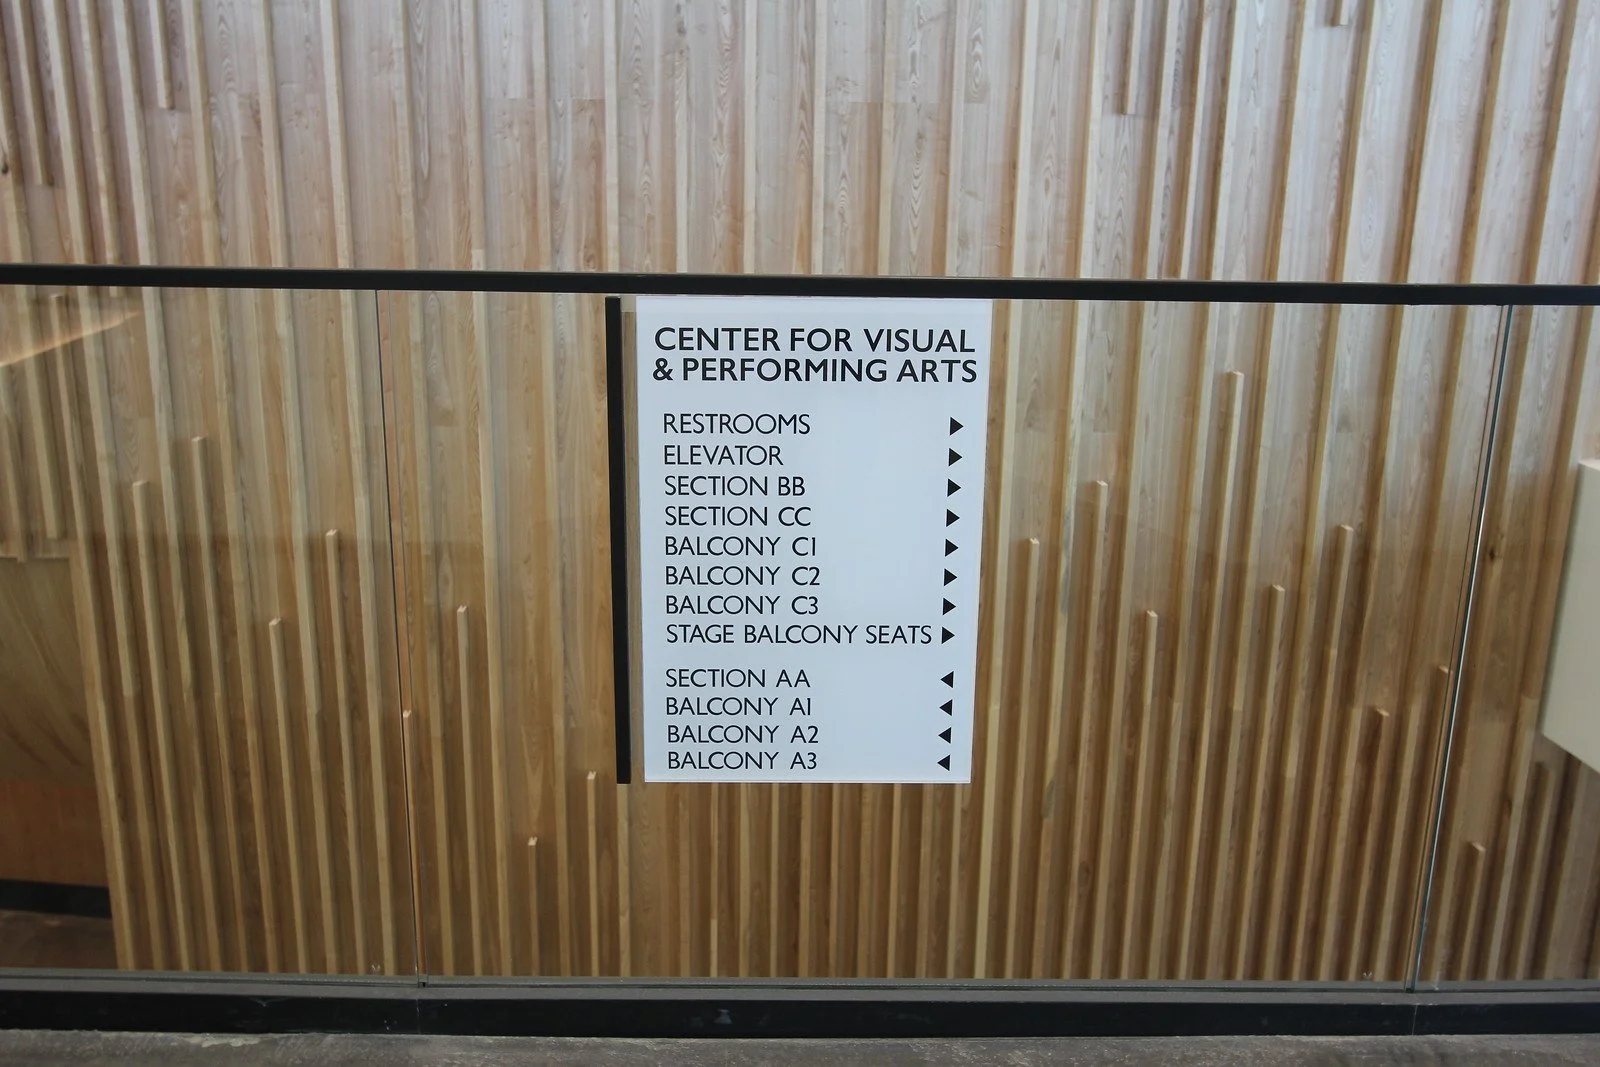 CENTER FOR VISUAL
& PERFORMING ARTS
RESTROOMS ▶
ELEVATOR ▶
SECTION BB ▶
SECTION CC ▶
BALCONY C1 ▶
BALCONY C2 ▶
BALCONY C3 ▶
STAGE BALCONY SEATS ▶
SECTION AA ◀
BALCONY A1 ◀
BALCONY A2 ◀
BALCONY A3 ◀